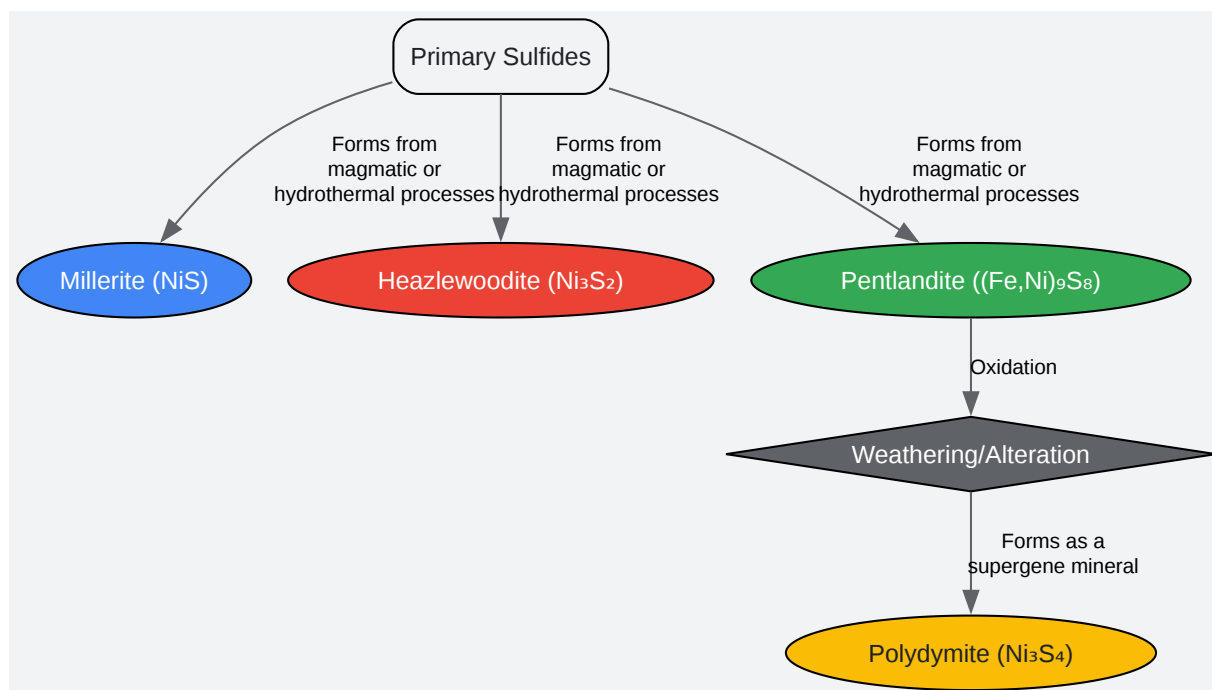 Primary Sulfides
Forms from
magmatic or
hydrothermal processes
Forms from
magmatic or
hydrothermal processes
Forms from
magmatic or
hydrothermal processes
Millerite (NiS)
Heazlewoodite (Ni₃S₂)
Pentlandite ((Fe,Ni)₉S₈)
Oxidation
Weathering/Alteration
Forms as a
supergene mineral
Polydymite (Ni₃S₄)